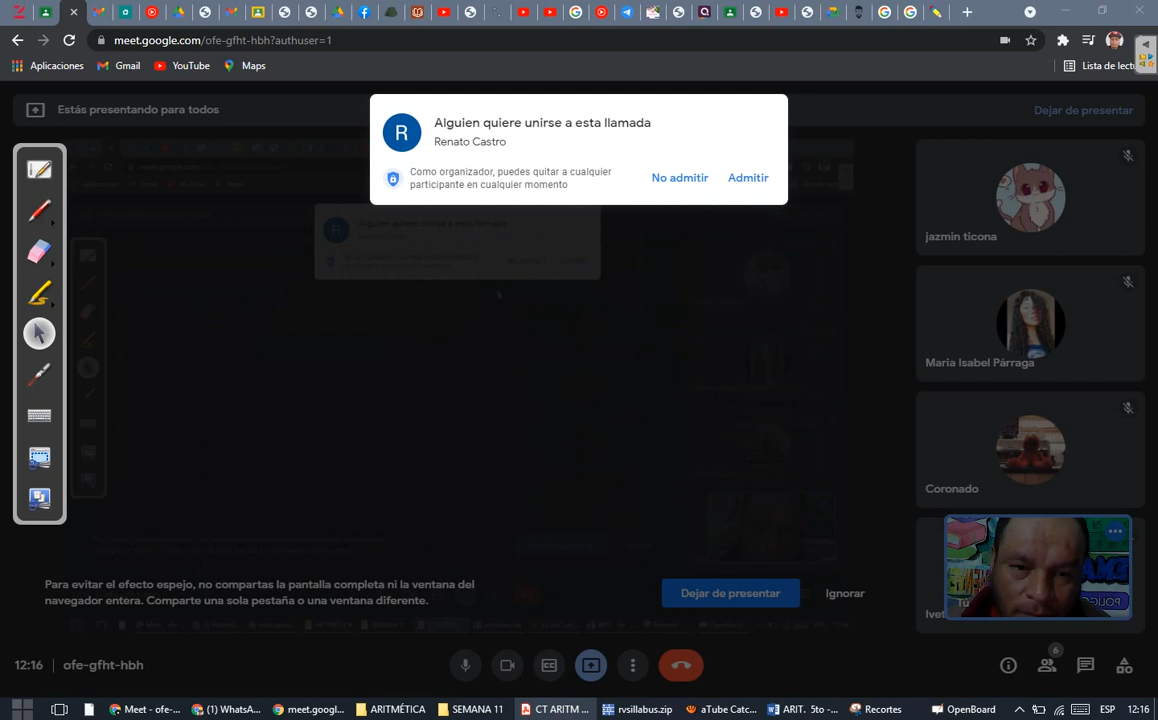 meet.google.com/ofe-gfht-hbh?authuser=1
Aplicaciones
Gmail
YouTube
Maps
Lista de lectu
Estás presentando para todos
Dejar de presentar
R
Alguien quiere unirse a esta llamada
Renato Castro
Como organizador, puedes quitar a cualquier
participante en cualquier momento
No admitir
Admitir
jazmin ticona
Maria Isabel Párraga
Coronado
Ivet
Tú
Para evitar el efecto espejo, no compartas la pantalla completa ni la ventana del
navegador entera. Comparte una sola pestaña o una ventana diferente.
Dejar de presentar
Ignorar
12:16
ofe-gfht-hbh
6
Meet - ofe-...
(1) WhatsA...
meet.googl...
ARITMÉTICA
SEMANA 11
CT ARITM ...
rvsillabus.zip
aTube Catc...
ARIT. 5to -...
Recortes
OpenBoard
ESP
12:16